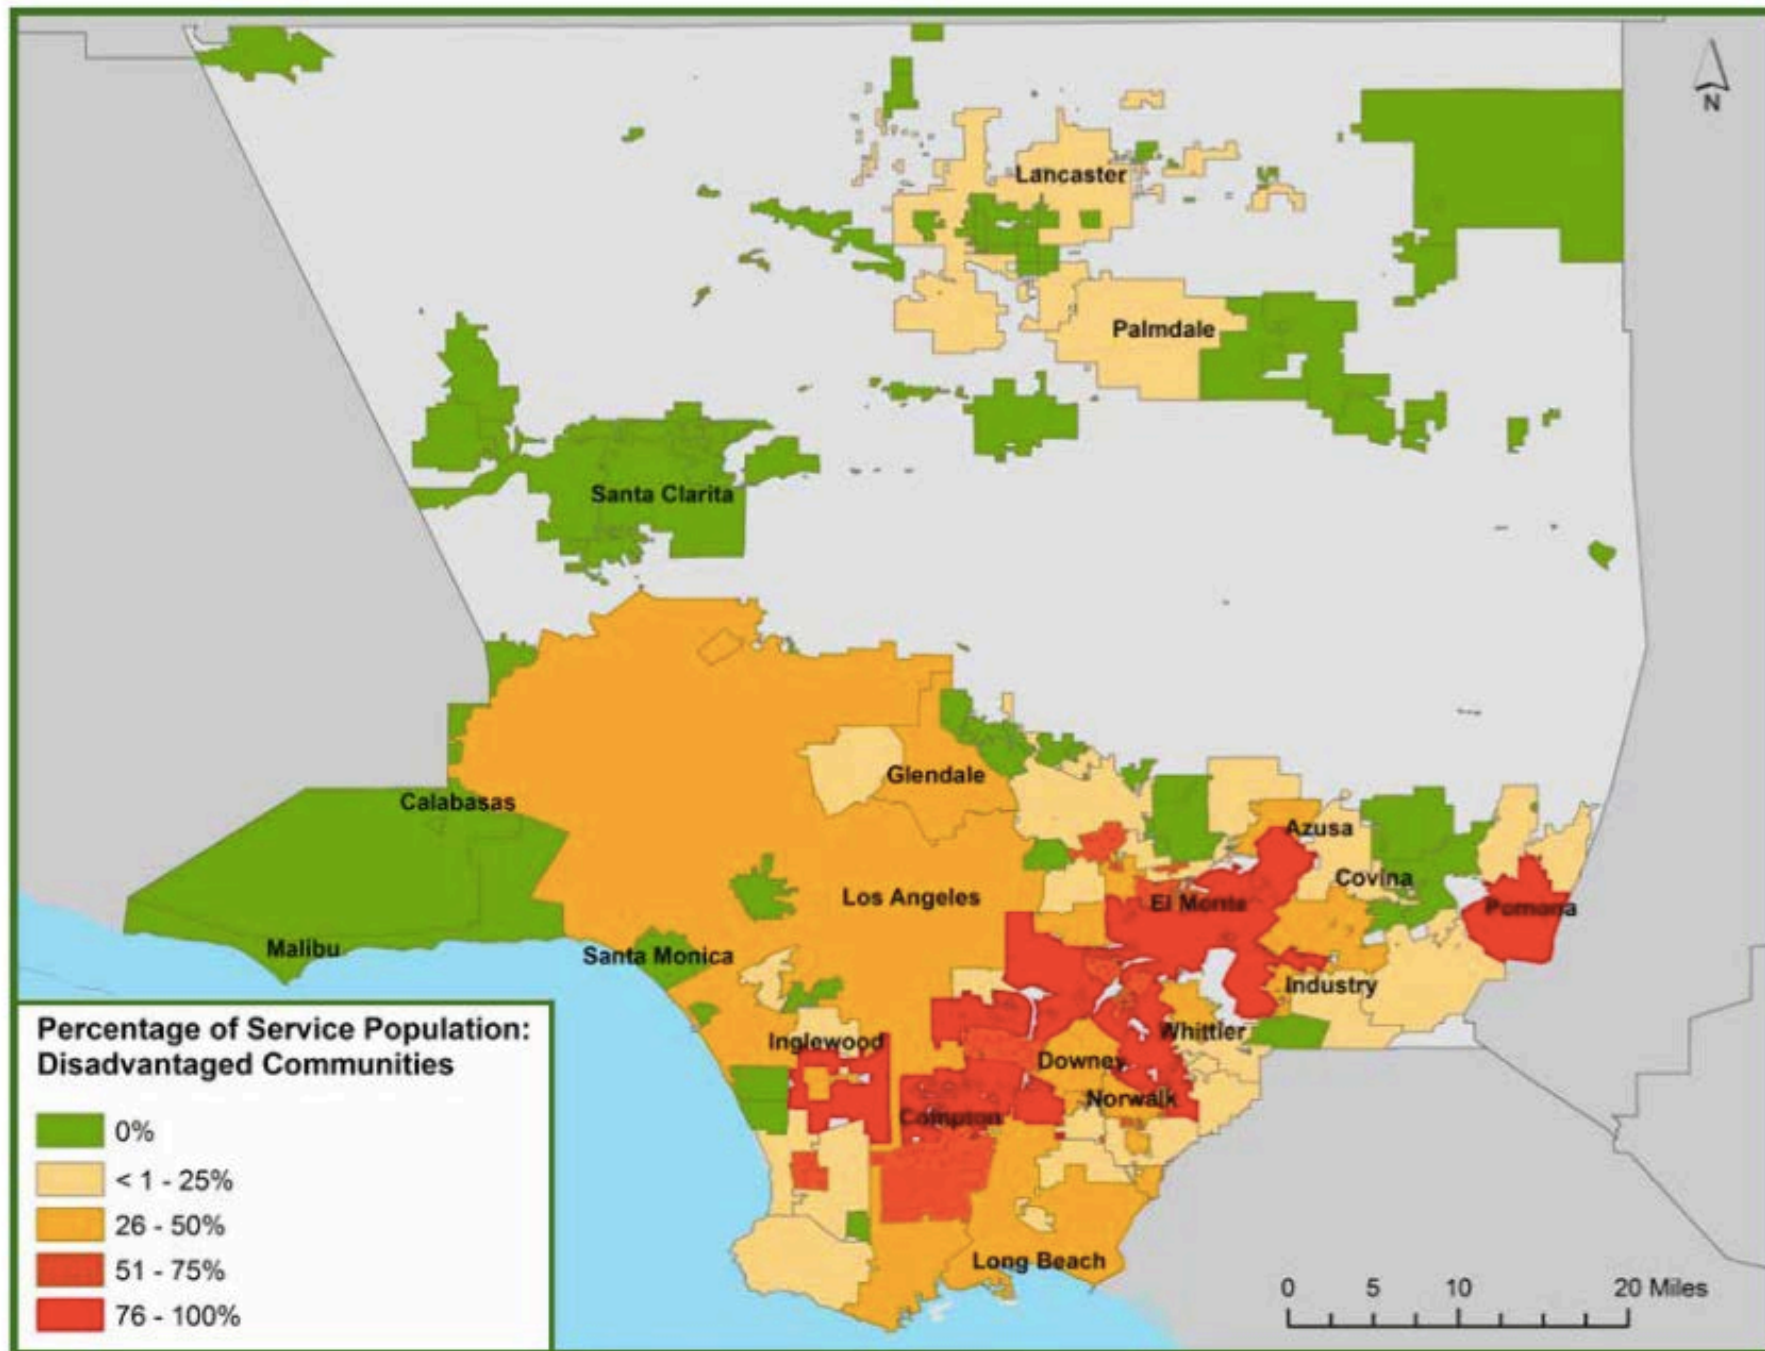 N
Lancaster
Palmdale
Santa Clarita
Glendale
Calabasas
Azusa
Covina
Los Angeles
El Monte
Pomona
Malibu
Santa Monica
Industry
Whittier
Inglewood
Downey
Norwalk
Compton
Long Beach
Percentage of Service Population:
Disadvantaged Communities
0%
< 1 - 25%
26 - 50%
51 - 75%
76 - 100%
0 5 10 20 Miles